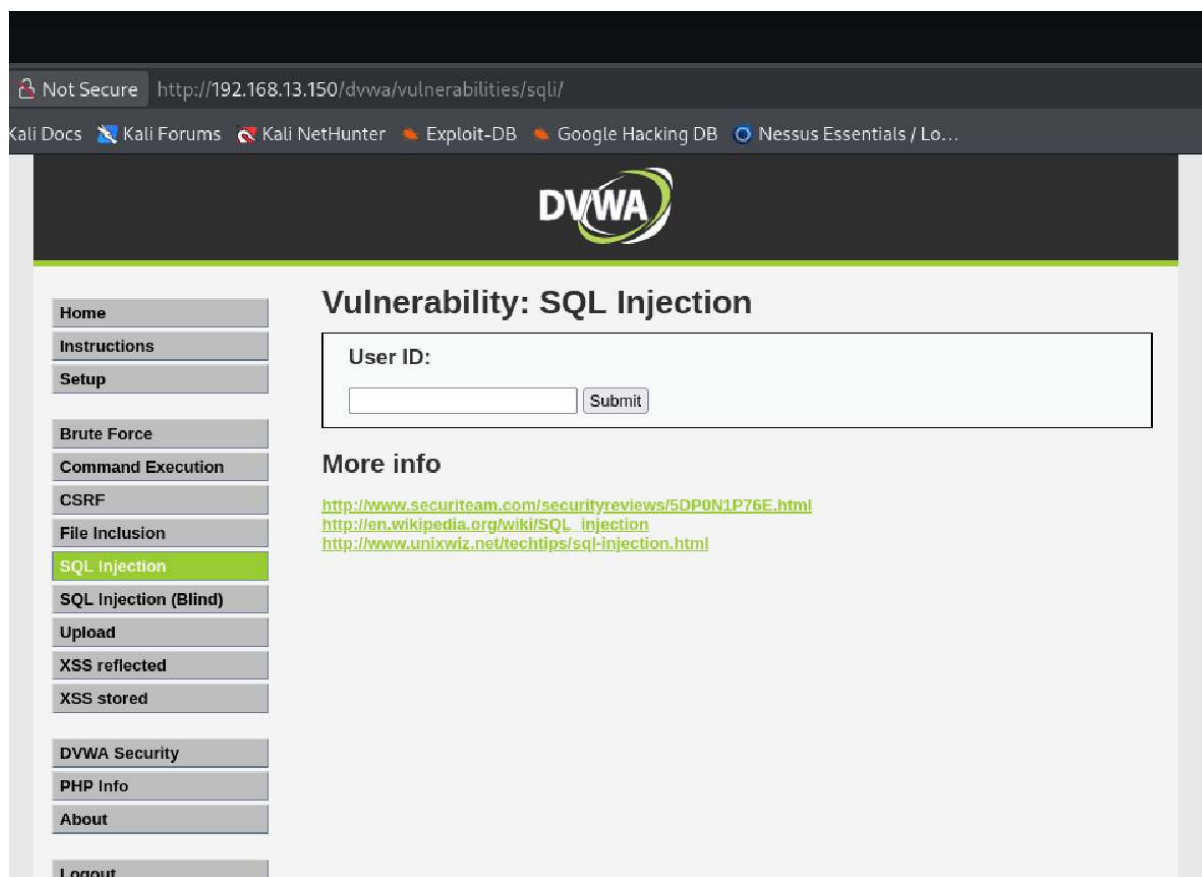 Not Secure http://192.168.13.150/dvwa/vulnerabilities/sqli/
Kali Docs Kali Forums Kali NetHunter Exploit-DB Google Hacking DB Nessus Essentials / Lo...
DVWA
Home
Instructions
Setup
Brute Force
Command Execution
CSRF
File Inclusion
SQL Injection
SQL Injection (Blind)
Upload
XSS reflected
XSS stored
DVWA Security
PHP Info
About
Logout
Vulnerability: SQL Injection
User ID:
Submit
More info
http://www.securiteam.com/securityreviews/5DP0N1P76E.html
http://en.wikipedia.org/wiki/SQL_injection
http://www.unixwiz.net/techtips/sql-injection.html